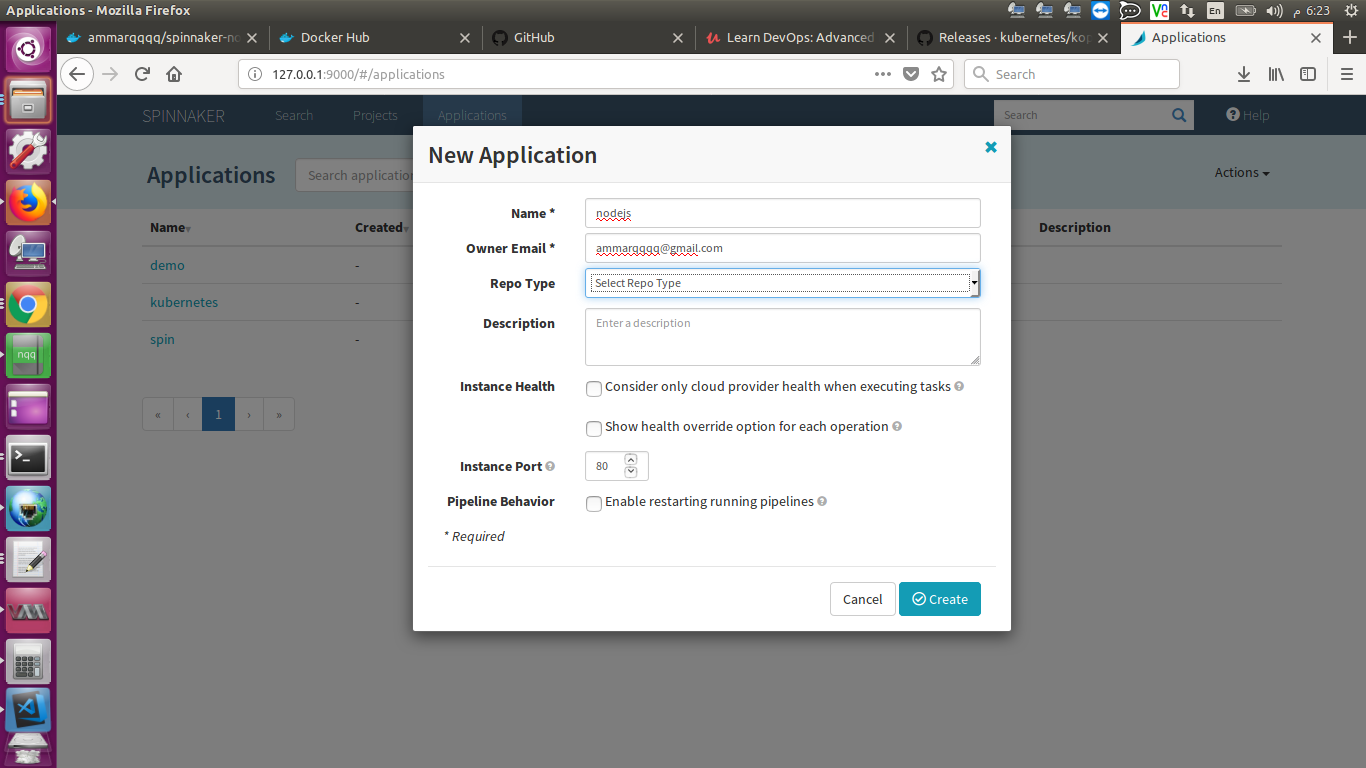 Applications - Mozilla Firefox
En
6:23 م
ammarqqqq/spinnaker-no
Docker Hub
GitHub
Learn DevOps: Advanced
Releases · kubernetes/kop
Applications
127.0.0.1:9000/#/applications
Search
SPINNAKER
Search
Projects
Applications
Search
Help
Applications
Search application
Actions
Name
Created
Description
demo
-
kubernetes
-
spin
-
«
‹
1
›
»
New Application
Name *
nodejs
Owner Email *
ammarqqqq@gmail.com
Repo Type
Select Repo Type
Description
Enter a description
Instance Health
Consider only cloud provider health when executing tasks
Show health override option for each operation
Instance Port
80
Pipeline Behavior
Enable restarting running pipelines
* Required
Cancel
Create
nqq